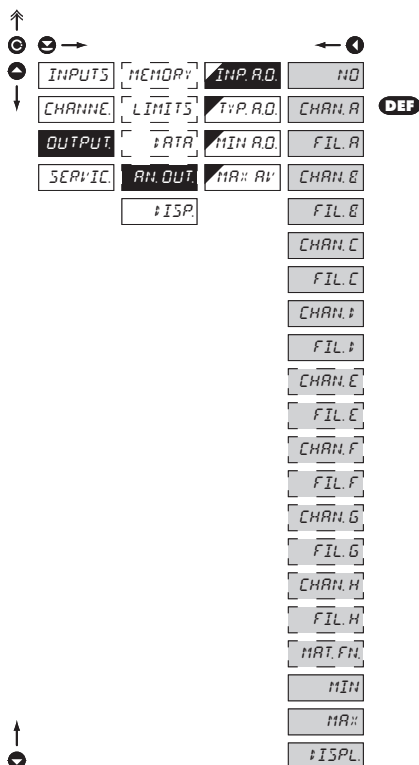 INPUTS MEMORY INP. A.O. NO
CHANNE. LIMITS TYP. A.O. CHAN. A DEF
OUTPUT. DATA MIN A.O. FIL. A
SERVIC. AN. OUT. MAX AV CHAN. B
DISP. FIL. B
CHAN. C
FIL. C
CHAN. D
FIL. D
CHAN. E
FIL. E
CHAN. F
FIL. F
CHAN. G
FIL. G
CHAN. H
FIL. H
MAT. FN.
MIN
MAX
DISPL.